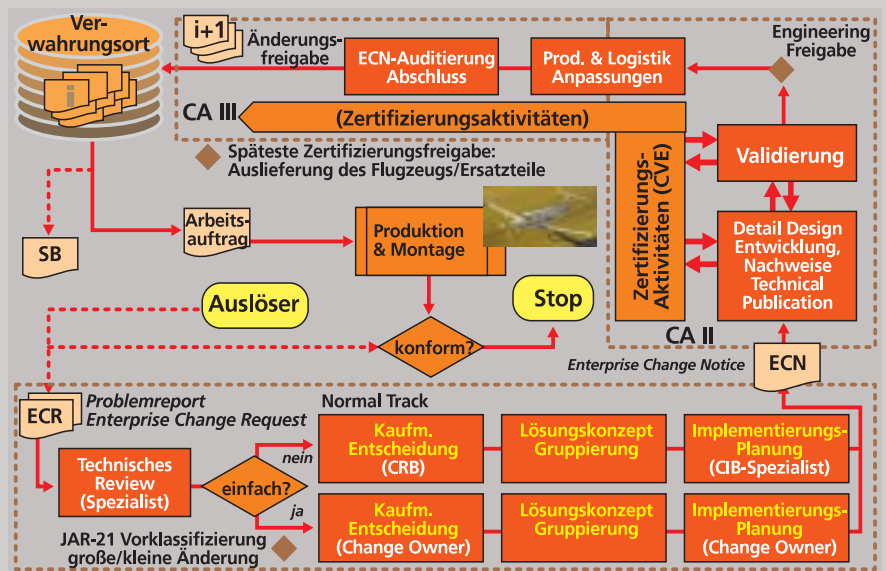 Ver-
wahrungsort
i
i+1
Änderungs-
freigabe
ECN-Auditierung
Abschluss
Prod. & Logistik
Anpassungen
Engineering
Freigabe
CA III
(Zertifizierungsaktivitäten)
Späteste Zertifizierungsfreigabe:
Auslieferung des Flugzeugs/Ersatzteile
Zertifizierungs-
Aktivitäten (CVE)
Validierung
Detail Design
Entwicklung,
Nachweise
Technical
Publication
CA II
SB
Arbeits-
auftrag
Produktion
& Montage
Auslöser
Stop
konform?
Enterprise Change Notice
ECN
ECR
Problemreport
Enterprise Change Request
Normal Track
Technisches
Review
(Spezialist)
einfach?
nein
ja
Kaufm.
Entscheidung
(CRB)
Lösungskonzept
Gruppierung
Implementierungs-
Planung
(CIB-Spezialist)
Kaufm.
Entscheidung
(Change Owner)
Lösungskonzept
Gruppierung
Implementierungs-
Planung
(Change Owner)
JAR-21 Vorklassifizierung
große/kleine Änderung